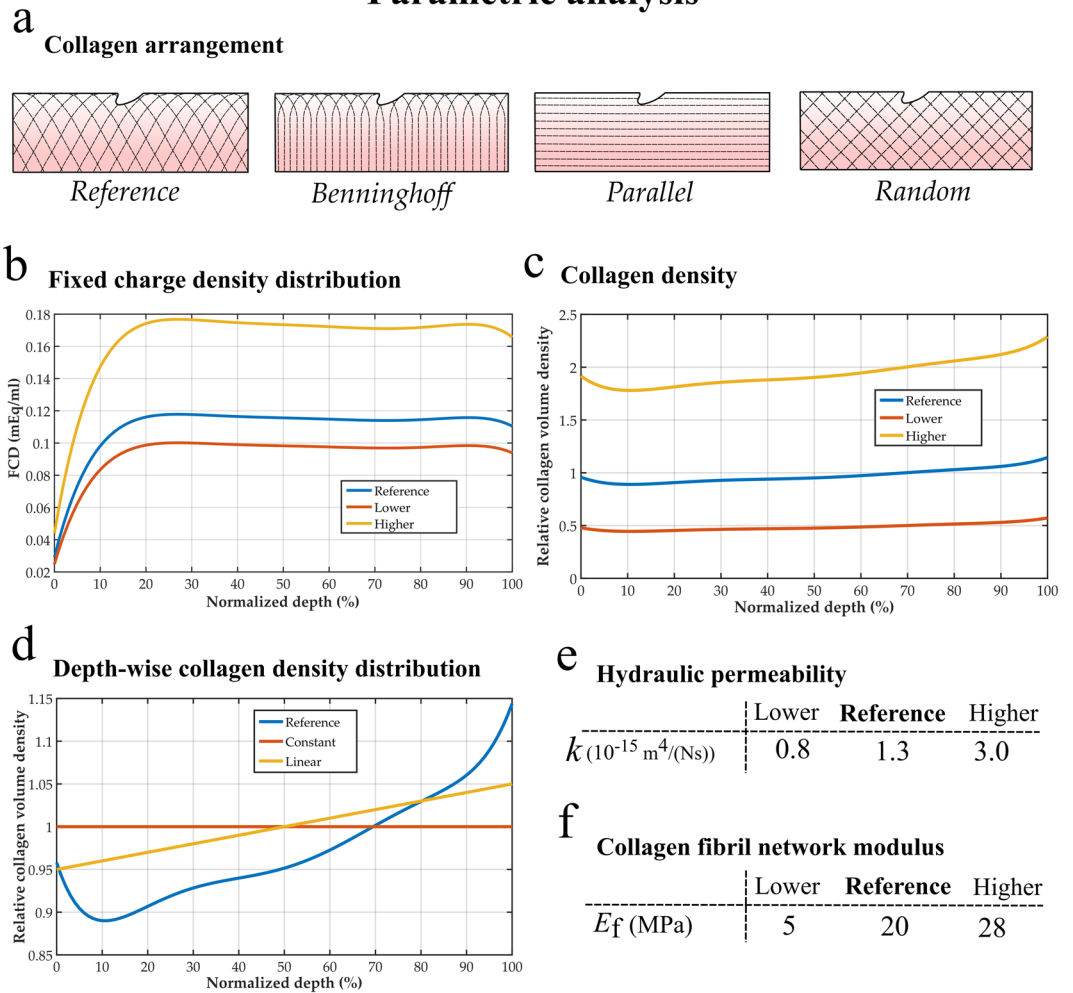 Parametric analysis
a
Collagen arrangement
Reference
Benninghoff
Parallel
Random
b
Fixed charge density distribution
0.18
0.16
0.14
0.12
0.1
0.08
0.06
0.04
0.02
FCD (mEq/ml)
0 10 20 30 40 50 60 70 80 90 100
Normalized depth (%)
Reference
Lower
Higher
c
Collagen density
2.5
2
1.5
1
0.5
0
Relative collagen volume density
0 10 20 30 40 50 60 70 80 90 100
Normalized depth (%)
Reference
Lower
Higher
d
Depth-wise collagen density distribution
1.15
1.1
1.05
1
0.95
0.9
0.85
Relative collagen volume density
0 10 20 30 40 50 60 70 80 90 100
Normalized depth (%)
Reference
Constant
Linear
e
Hydraulic permeability
Lower Reference Higher
k (10⁻¹⁵ m⁴/(Ns)) 0.8 1.3 3.0
f
Collagen fibril network modulus
Lower Reference Higher
Ef (MPa) 5 20 28